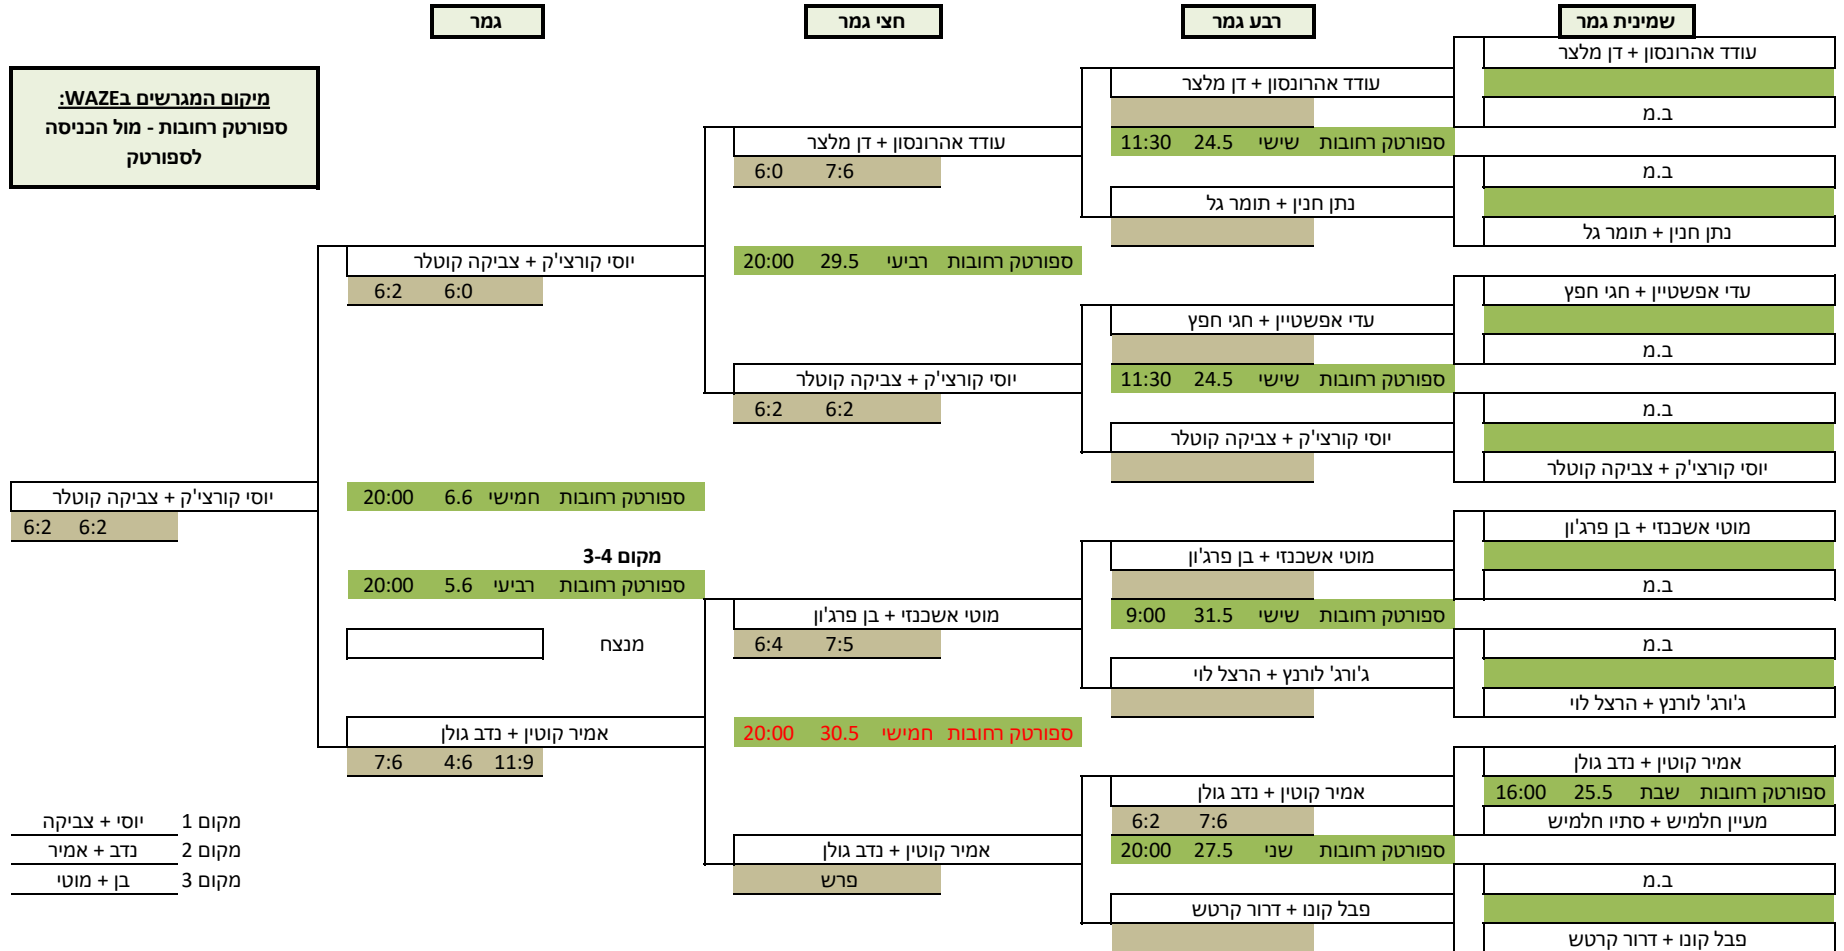 שמינית גמר
רבע גמר
חצי גמר
גמר
עודד אהרונסון + דן מלצר
ב.מ
ב.מ
נתן חנין + תומר גל
עדי אפשטיין + חגי חפץ
ב.מ
ב.מ
יוסי קורצי'ק + צביקה קוטלר
מוטי אשכנזי + בן פרג'ון
ב.מ
ב.מ
ג'ורג' לורנץ + הרצל לוי
אמיר קוטין + נדב גולן
ספורטק רחובות שבת 25.5 16:00
מעיין חלמיש + סתיו חלמיש
ב.מ
פבל קונו + דרור קרטש
עודד אהרונסון + דן מלצר
ספורטק רחובות שישי 24.5 11:30
נתן חנין + תומר גל
עדי אפשטיין + חגי חפץ
ספורטק רחובות שישי 24.5 11:30
יוסי קורצי'ק + צביקה קוטלר
מוטי אשכנזי + בן פרג'ון
ספורטק רחובות שישי 31.5 9:00
ג'ורג' לורנץ + הרצל לוי
אמיר קוטין + נדב גולן
6:2 7:6
ספורטק רחובות שני 27.5 20:00
פבל קונו + דרור קרטש
עודד אהרונסון + דן מלצר
6:0 7:6
ספורטק רחובות רביעי 29.5 20:00
יוסי קורצי'ק + צביקה קוטלר
6:2 6:2
מוטי אשכנזי + בן פרג'ון
6:4 7:5
ספורטק רחובות חמישי 30.5 20:00
אמיר קוטין + נדב גולן
פרש
יוסי קורצי'ק + צביקה קוטלר
6:2 6:0
ספורטק רחובות חמישי 6.6 20:00
מקום 3-4
ספורטק רחובות רביעי 5.6 20:00
מנצח
אמיר קוטין + נדב גולן
7:6 4:6 11:9
מיקום המגרשים בWAZE:
ספורטק רחובות - מול הכניסה
לספורטק
יוסי קורצי'ק + צביקה קוטלר
6:2 6:2
מקום 1 יוסי + צביקה
מקום 2 נדב + אמיר
מקום 3 בן + מוטי